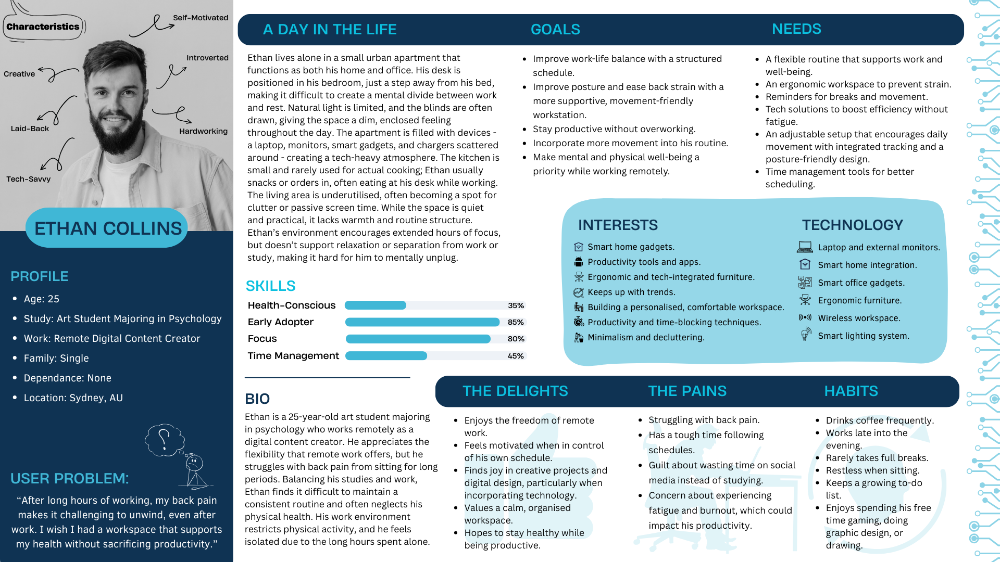 Characteristics
Self-Motivated
Introverted
Creative
Laid-Back
Hardworking
Tech-Savvy
ETHAN COLLINS
PROFILE
• Age: 25
• Study: Art Student Majoring in Psychology
• Work: Remote Digital Content Creator
• Family: Single
• Dependance: None
• Location: Sydney, AU
?
USER PROBLEM:
“After long hours of working, my back pain
makes it challenging to unwind, even after
work. I wish I had a workspace that supports
my health without sacrificing productivity.”
A DAY IN THE LIFE
Ethan lives alone in a small urban apartment that
functions as both his home and office. His desk is
positioned in his bedroom, just a step away from his bed,
making it difficult to create a mental divide between work
and rest. Natural light is limited, and the blinds are often
drawn, giving the space a dim, enclosed feeling
throughout the day. The apartment is filled with devices -
a laptop, monitors, smart gadgets, and chargers scattered
around - creating a tech-heavy atmosphere. The kitchen is
small and rarely used for actual cooking; Ethan usually
snacks or orders in, often eating at his desk while working.
The living area is underutilised, often becoming a spot for
clutter or passive screen time. While the space is quiet
and practical, it lacks warmth and routine structure.
Ethan’s environment encourages extended hours of focus,
but doesn’t support relaxation or separation from work or
study, making it hard for him to mentally unplug.
GOALS
• Improve work-life balance with a structured
schedule.
• Improve posture and ease back strain with a
more supportive, movement-friendly
workstation.
• Stay productive without overworking.
• Incorporate more movement into his routine.
• Make mental and physical well-being a
priority while working remotely.
NEEDS
• A flexible routine that supports work and
well-being.
• An ergonomic workspace to prevent strain.
• Reminders for breaks and movement.
• Tech solutions to boost efficiency without
fatigue.
• An adjustable setup that encourages daily
movement with integrated tracking and a
posture-friendly design.
• Time management tools for better
scheduling.
SKILLS
Health-Conscious 35%
Early Adopter 85%
Focus 80%
Time Management 45%
INTERESTS
Smart home gadgets.
Productivity tools and apps.
Ergonomic and tech-integrated furniture.
Keeps up with trends.
Building a personalised, comfortable workspace.
Productivity and time-blocking techniques.
Minimalism and decluttering.
TECHNOLOGY
Laptop and external monitors.
Smart home integration.
Smart office gadgets.
Ergonomic furniture.
Wireless workspace.
Smart lighting system.
BIO
Ethan is a 25-year-old art student majoring
in psychology who works remotely as a
digital content creator. He appreciates the
flexibility that remote work offers, but he
struggles with back pain from sitting for long
periods. Balancing his studies and work,
Ethan finds it difficult to maintain a
consistent routine and often neglects his
physical health. His work environment
restricts physical activity, and he feels
isolated due to the long hours spent alone.
THE DELIGHTS
• Enjoys the freedom of remote
work.
• Feels motivated when in control
of his own schedule.
• Finds joy in creative projects and
digital design, particularly when
incorporating technology.
• Values a calm, organised
workspace.
• Hopes to stay healthy while
being productive.
THE PAINS
• Struggling with back pain.
• Has a tough time following
schedules.
• Guilt about wasting time on social
media instead of studying.
• Concern about experiencing
fatigue and burnout, which could
impact his productivity.
HABITS
• Drinks coffee frequently.
• Works late into the
evening.
• Rarely takes full breaks.
• Restless when sitting.
• Keeps a growing to-do
list.
• Enjoys spending his free
time gaming, doing
graphic design, or
drawing.